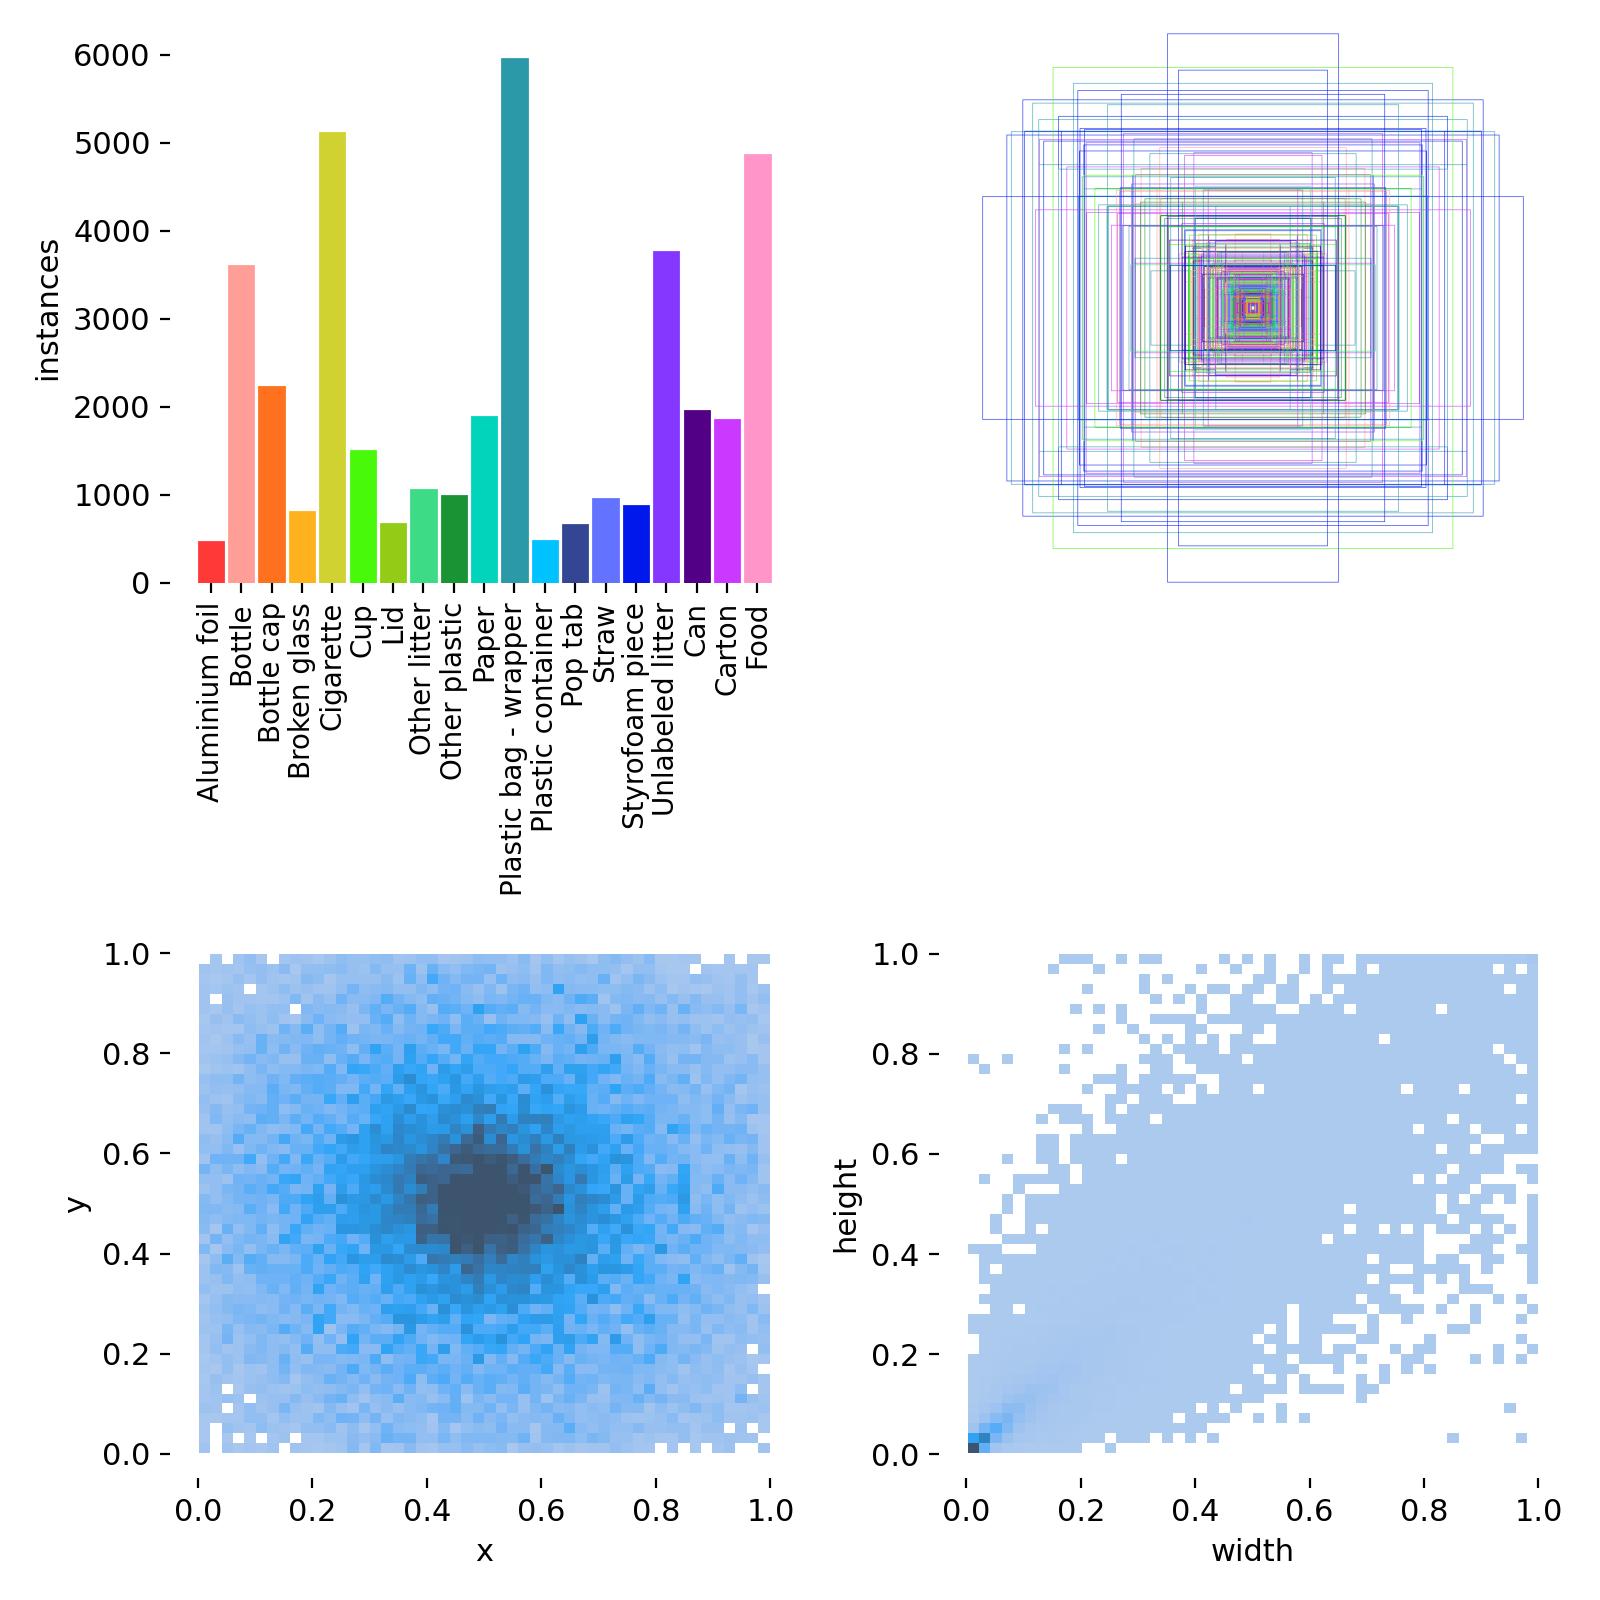 instances
6000
5000
4000
3000
2000
1000
0
Aluminium foil
Bottle
Bottle cap
Broken glass
Cigarette
Cup
Lid
Other litter
Other plastic
Paper
Plastic bag - wrapper
Plastic container
Pop tab
Straw
Styrofoam piece
Unlabeled litter
Can
Carton
Food
y
1.0
0.8
0.6
0.4
0.2
0.0
0.0 0.2 0.4 0.6 0.8 1.0
x
height
1.0
0.8
0.6
0.4
0.2
0.0
0.0 0.2 0.4 0.6 0.8 1.0
width